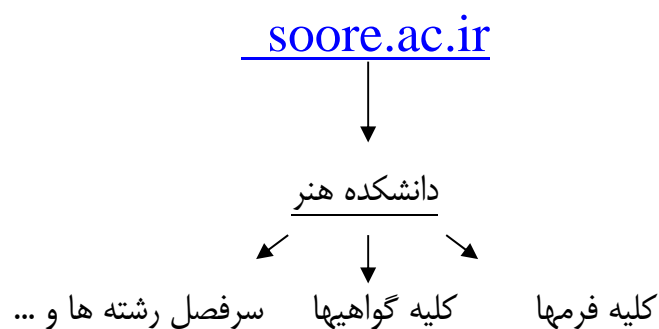 soore.ac.ir
دانشکده هنر
کلیه فرمها کلیه گواهیها سرفصل رشته ها و ...